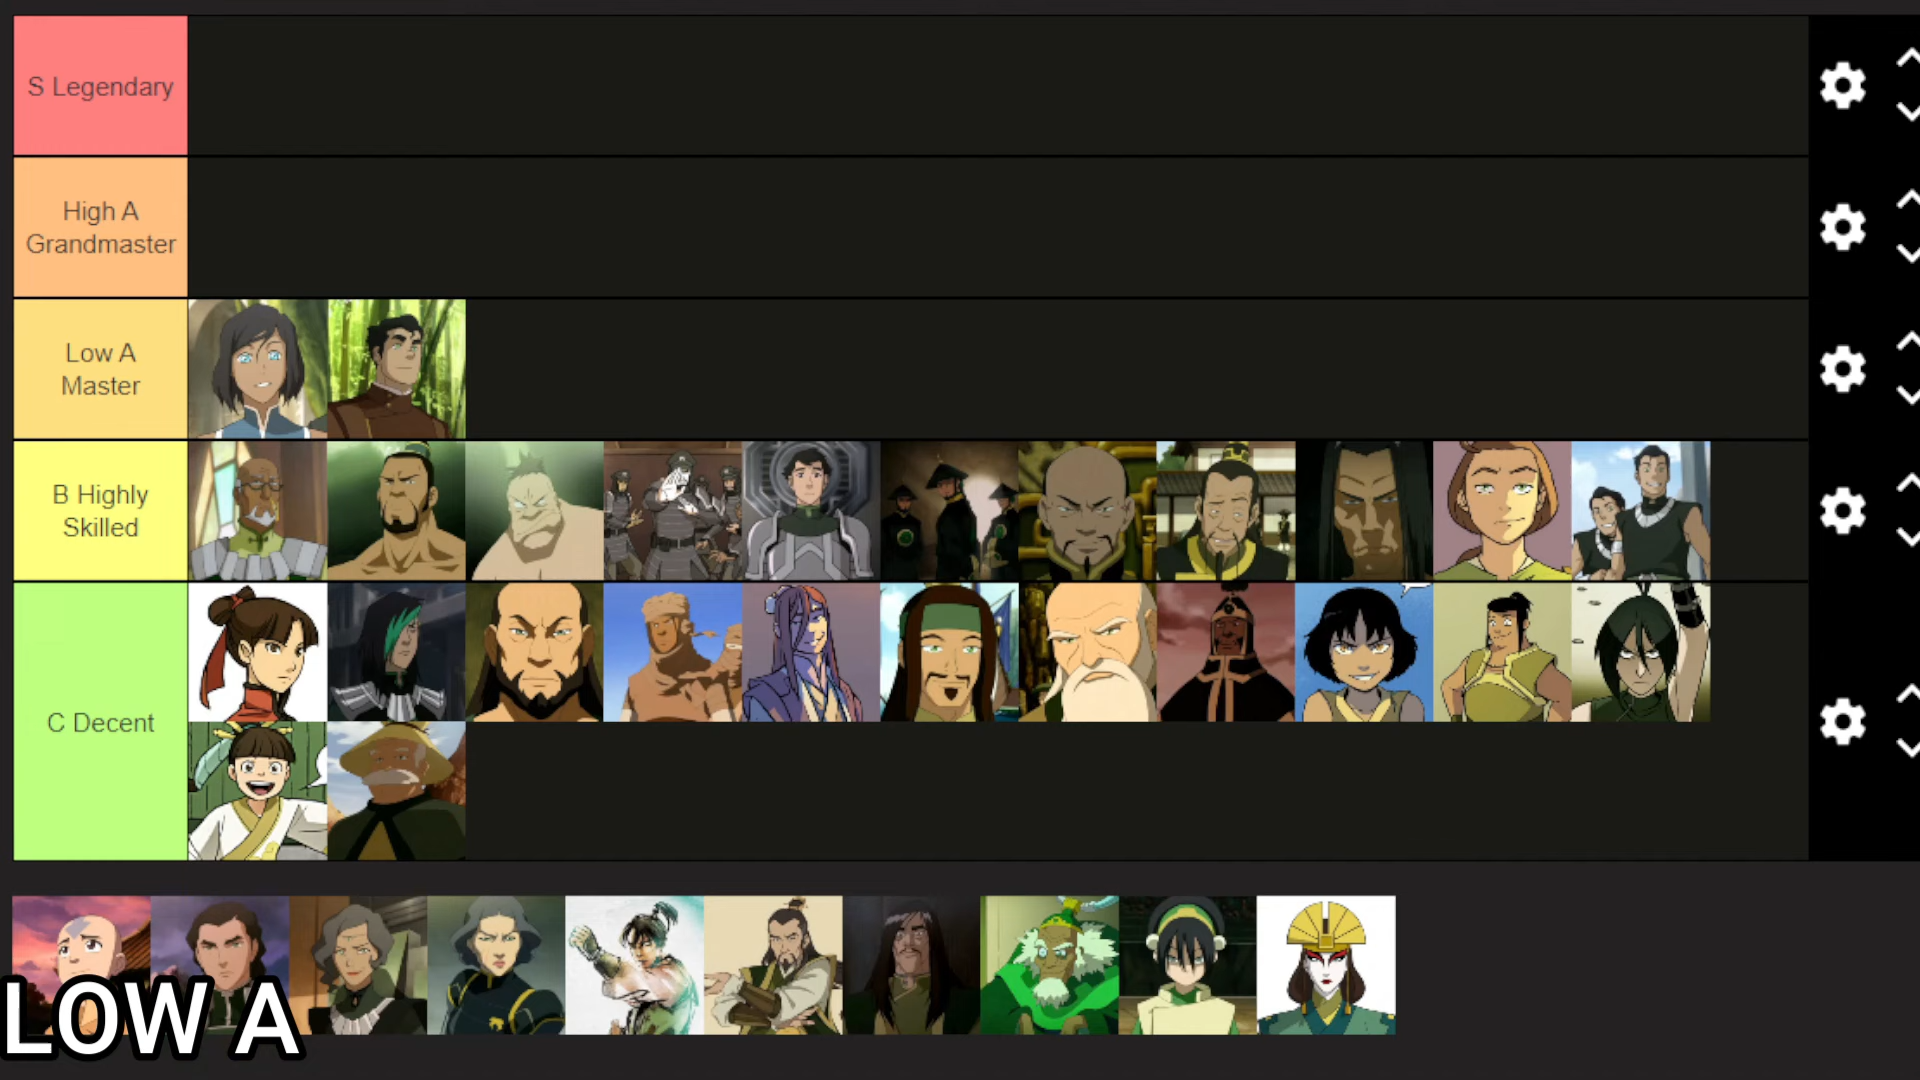 S Legendary
High A
Grandmaster
Low A
Master
B Highly
Skilled
C Decent
LOW A